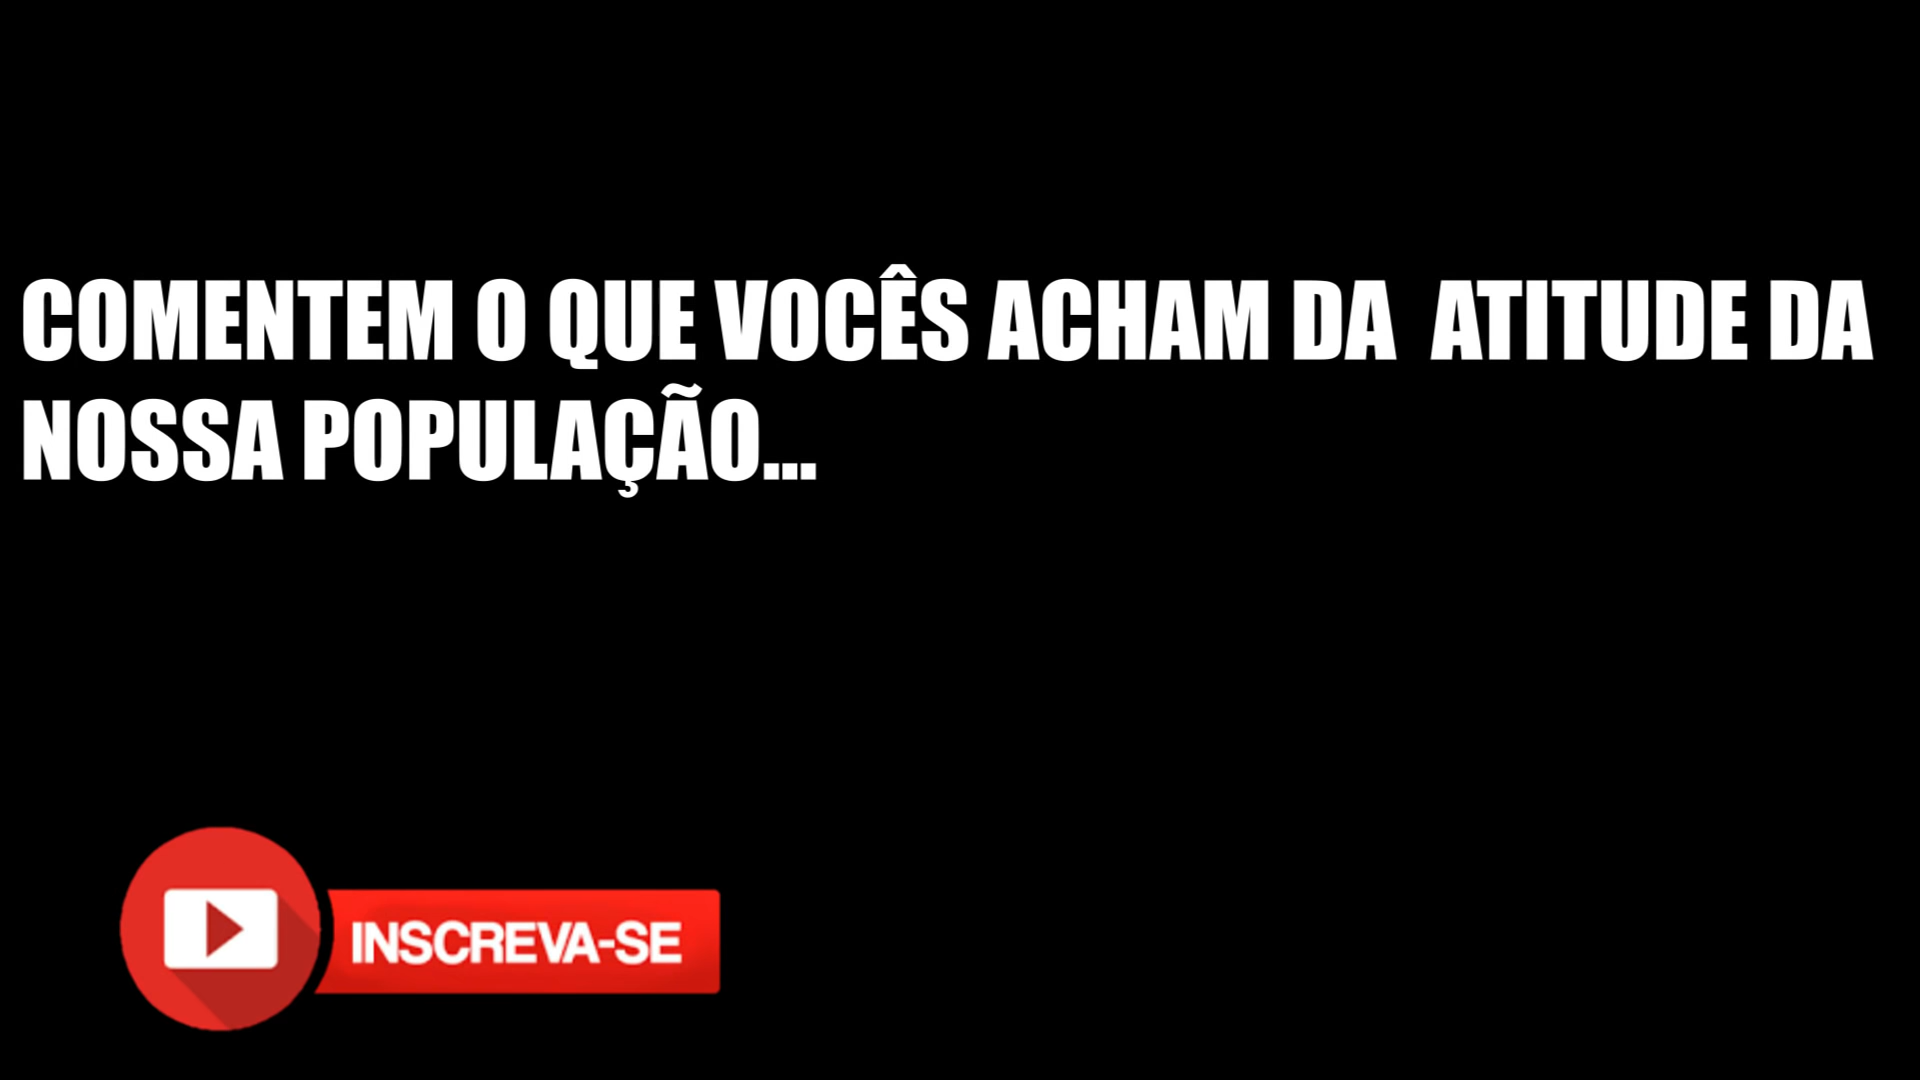 COMENTEM O QUE VOCÊS ACHAM DA  ATITUDE DA
NOSSA POPULAÇÃO...
INSCREVA-SE